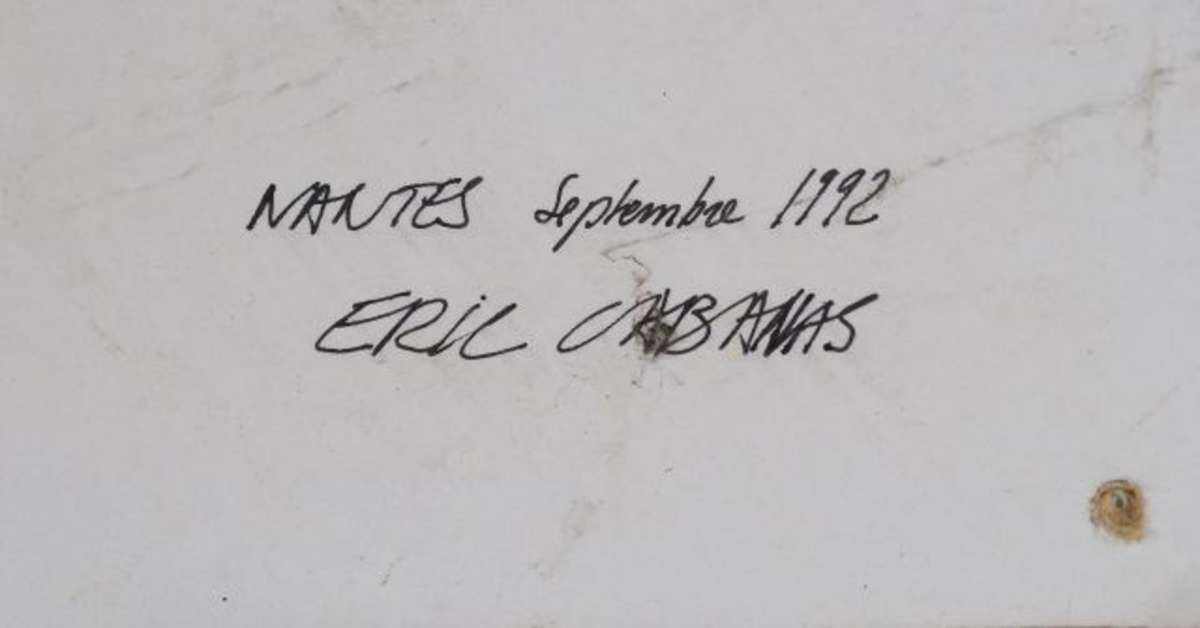 NANTES Septembre 1992
ERIC CABANAS